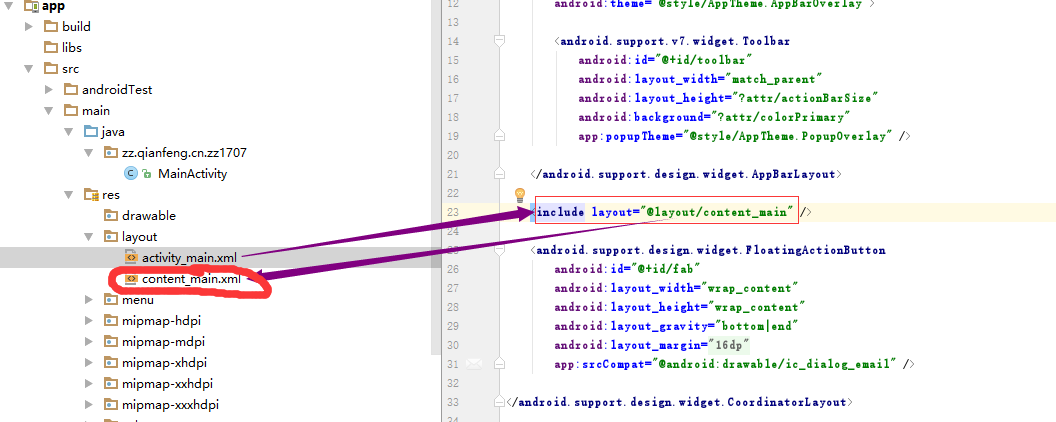 app
build
libs
src
androidTest
main
java
zz.qianfeng.cn.zz1707
C MainActivity
res
drawable
layout
activity_main.xml
content_main.xml
menu
mipmap-hdpi
mipmap-mdpi
mipmap-xhdpi
mipmap-xxhdpi
mipmap-xxxhdpi
12 android:theme="@style/AppTheme.AppBarOverlay">
13
14 <android.support.v7.widget.Toolbar
15 android:id="@+id/toolbar"
16 android:layout_width="match_parent"
17 android:layout_height="?attr/actionBarSize"
18 android:background="?attr/colorPrimary"
19 app:popupTheme="@style/AppTheme.PopupOverlay" />
20
21 </android.support.design.widget.AppBarLayout>
22
23 <include layout="@layout/content_main" />
24
25 <android.support.design.widget.FloatingActionButton
26 android:id="@+id/fab"
27 android:layout_width="wrap_content"
28 android:layout_height="wrap_content"
29 android:layout_gravity="bottom|end"
30 android:layout_margin="16dp"
31 app:srcCompat="@android:drawable/ic_dialog_email" />
32
33 </android.support.design.widget.CoordinatorLayout>